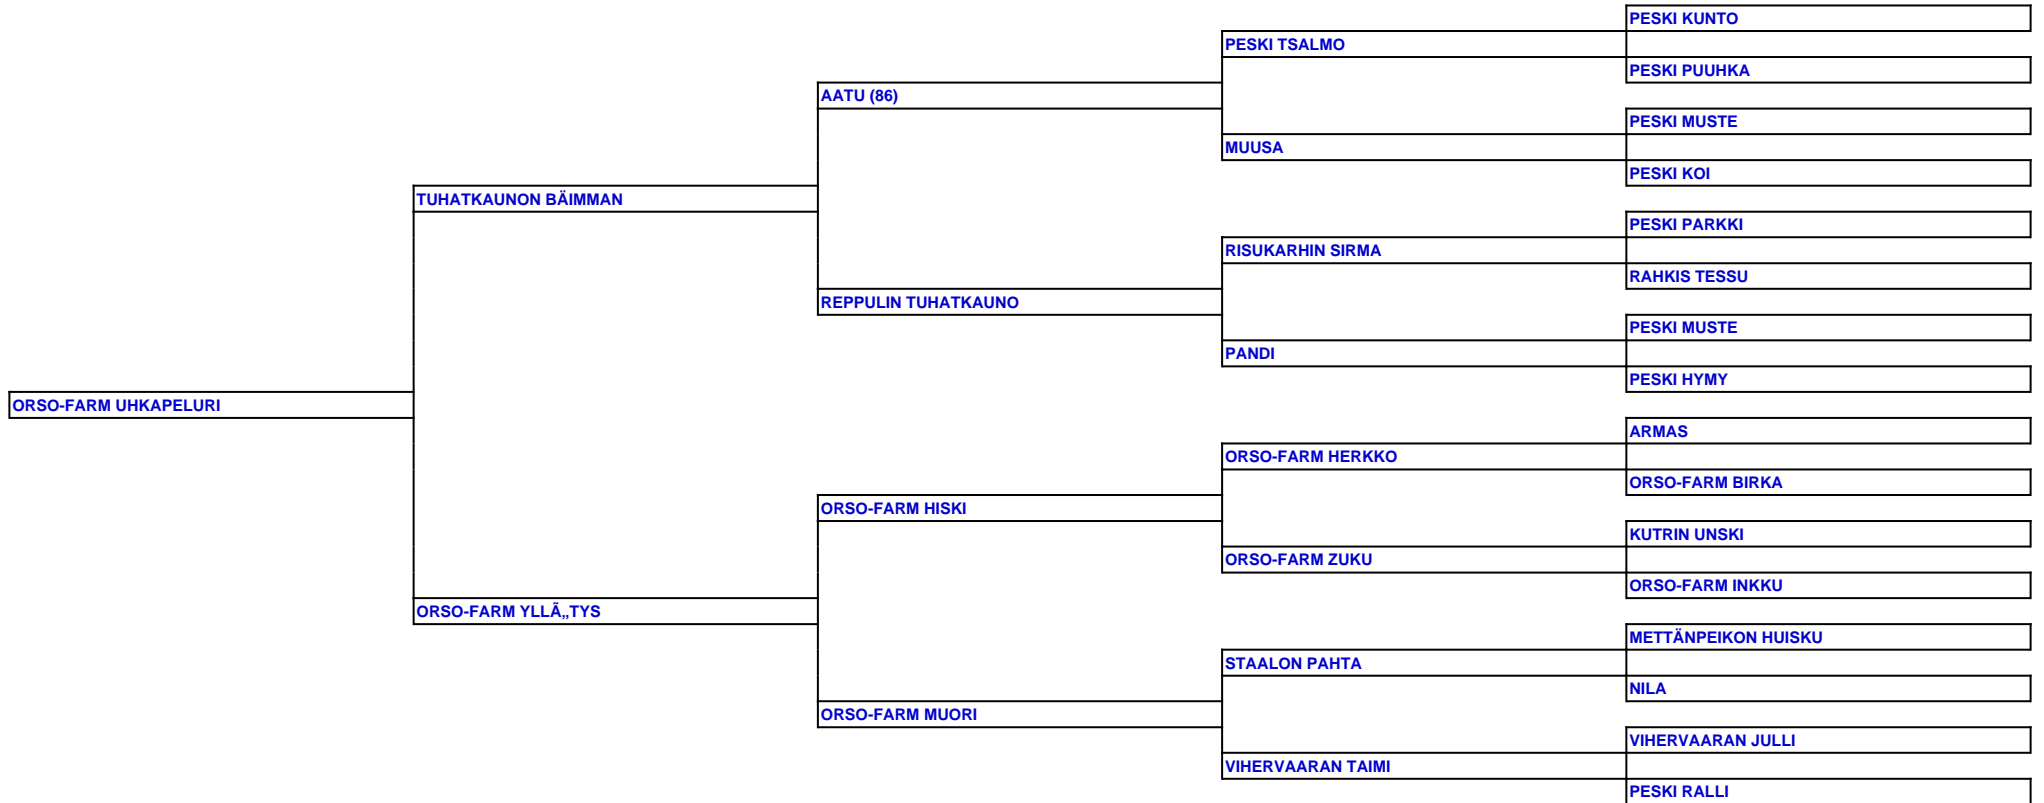 PESKI KUNTO
PESKI TSALMO
PESKI PUUHKA
AATU (86)
PESKI MUSTE
MUUSA
PESKI KOI
TUHATKAUNON BÄIMMAN
PESKI PARKKI
RISUKARHIN SIRMA
RAHKIS TESSU
REPPULIN TUHATKAUNO
PESKI MUSTE
PANDI
PESKI HYMY
ORSO-FARM UHKAPELURI
ARMAS
ORSO-FARM HERKKO
ORSO-FARM BIRKA
ORSO-FARM HISKI
KUTRIN UNSKI
ORSO-FARM ZUKU
ORSO-FARM INKKU
ORSO-FARM YLLÃ„TYS
METTÄNPEIKON HUISKU
STAALON PAHTA
NILA
ORSO-FARM MUORI
VIHERVAARAN JULLI
VIHERVAARAN TAIMI
PESKI RALLI